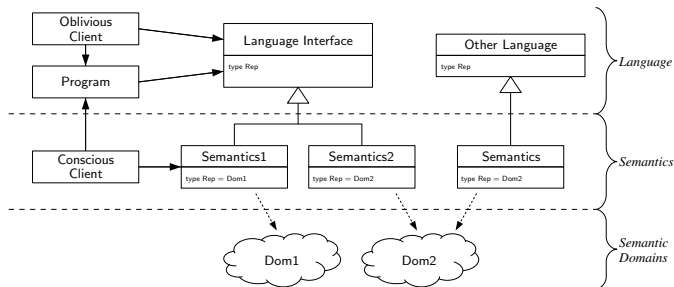 Oblivious
Client
Language Interface
type Rep
Other Language
type Rep
Language
Program
Conscious
Client
Semantics1
type Rep = Dom1
Semantics2
type Rep = Dom2
Semantics
type Rep = Dom2
Semantics
Dom1
Dom2
Semantic
Domains